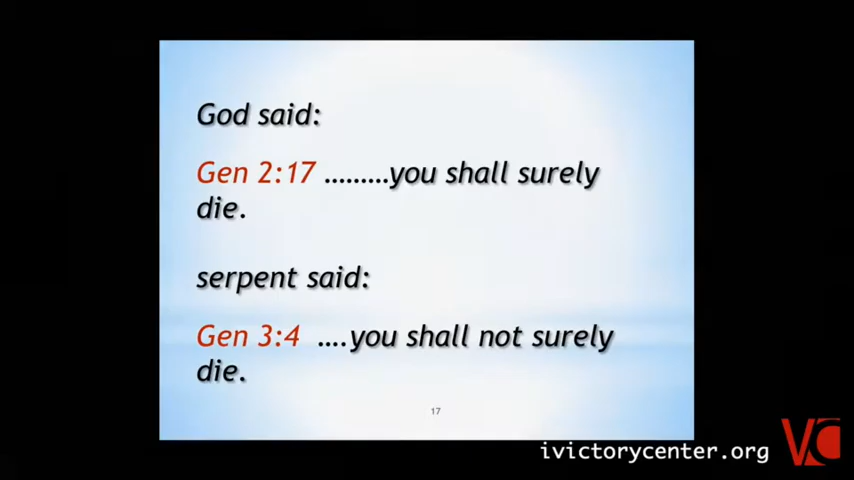 God said:
Gen 2:17 .........you shall surely
die.
serpent said:
Gen 3:4 ....you shall not surely
die.
17
ivictorycenter.org
VC